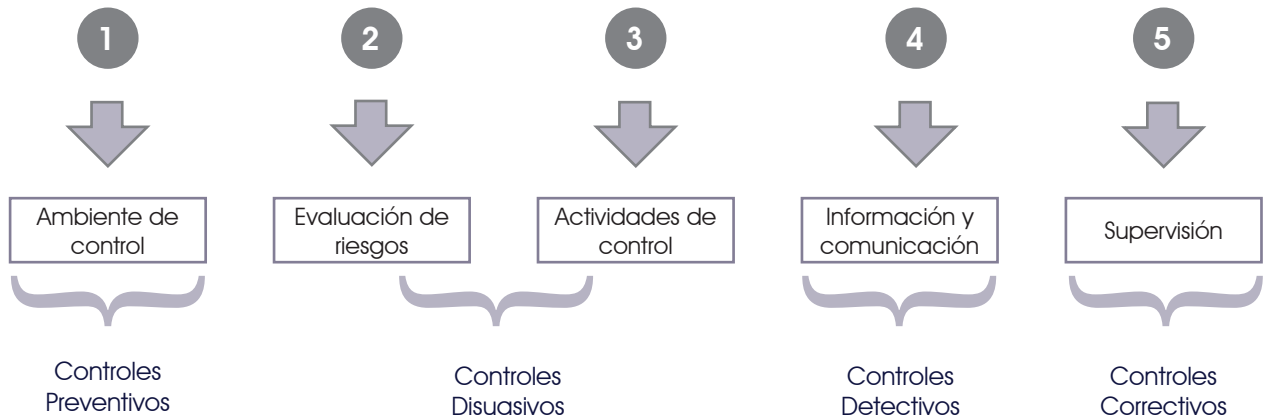 1
2
3
4
5
Ambiente de
control
Evaluación de
riesgos
Actividades de
control
Información y
comunicación
Supervisión
Controles
Preventivos
Controles
Disuasivos
Controles
Detectivos
Controles
Correctivos